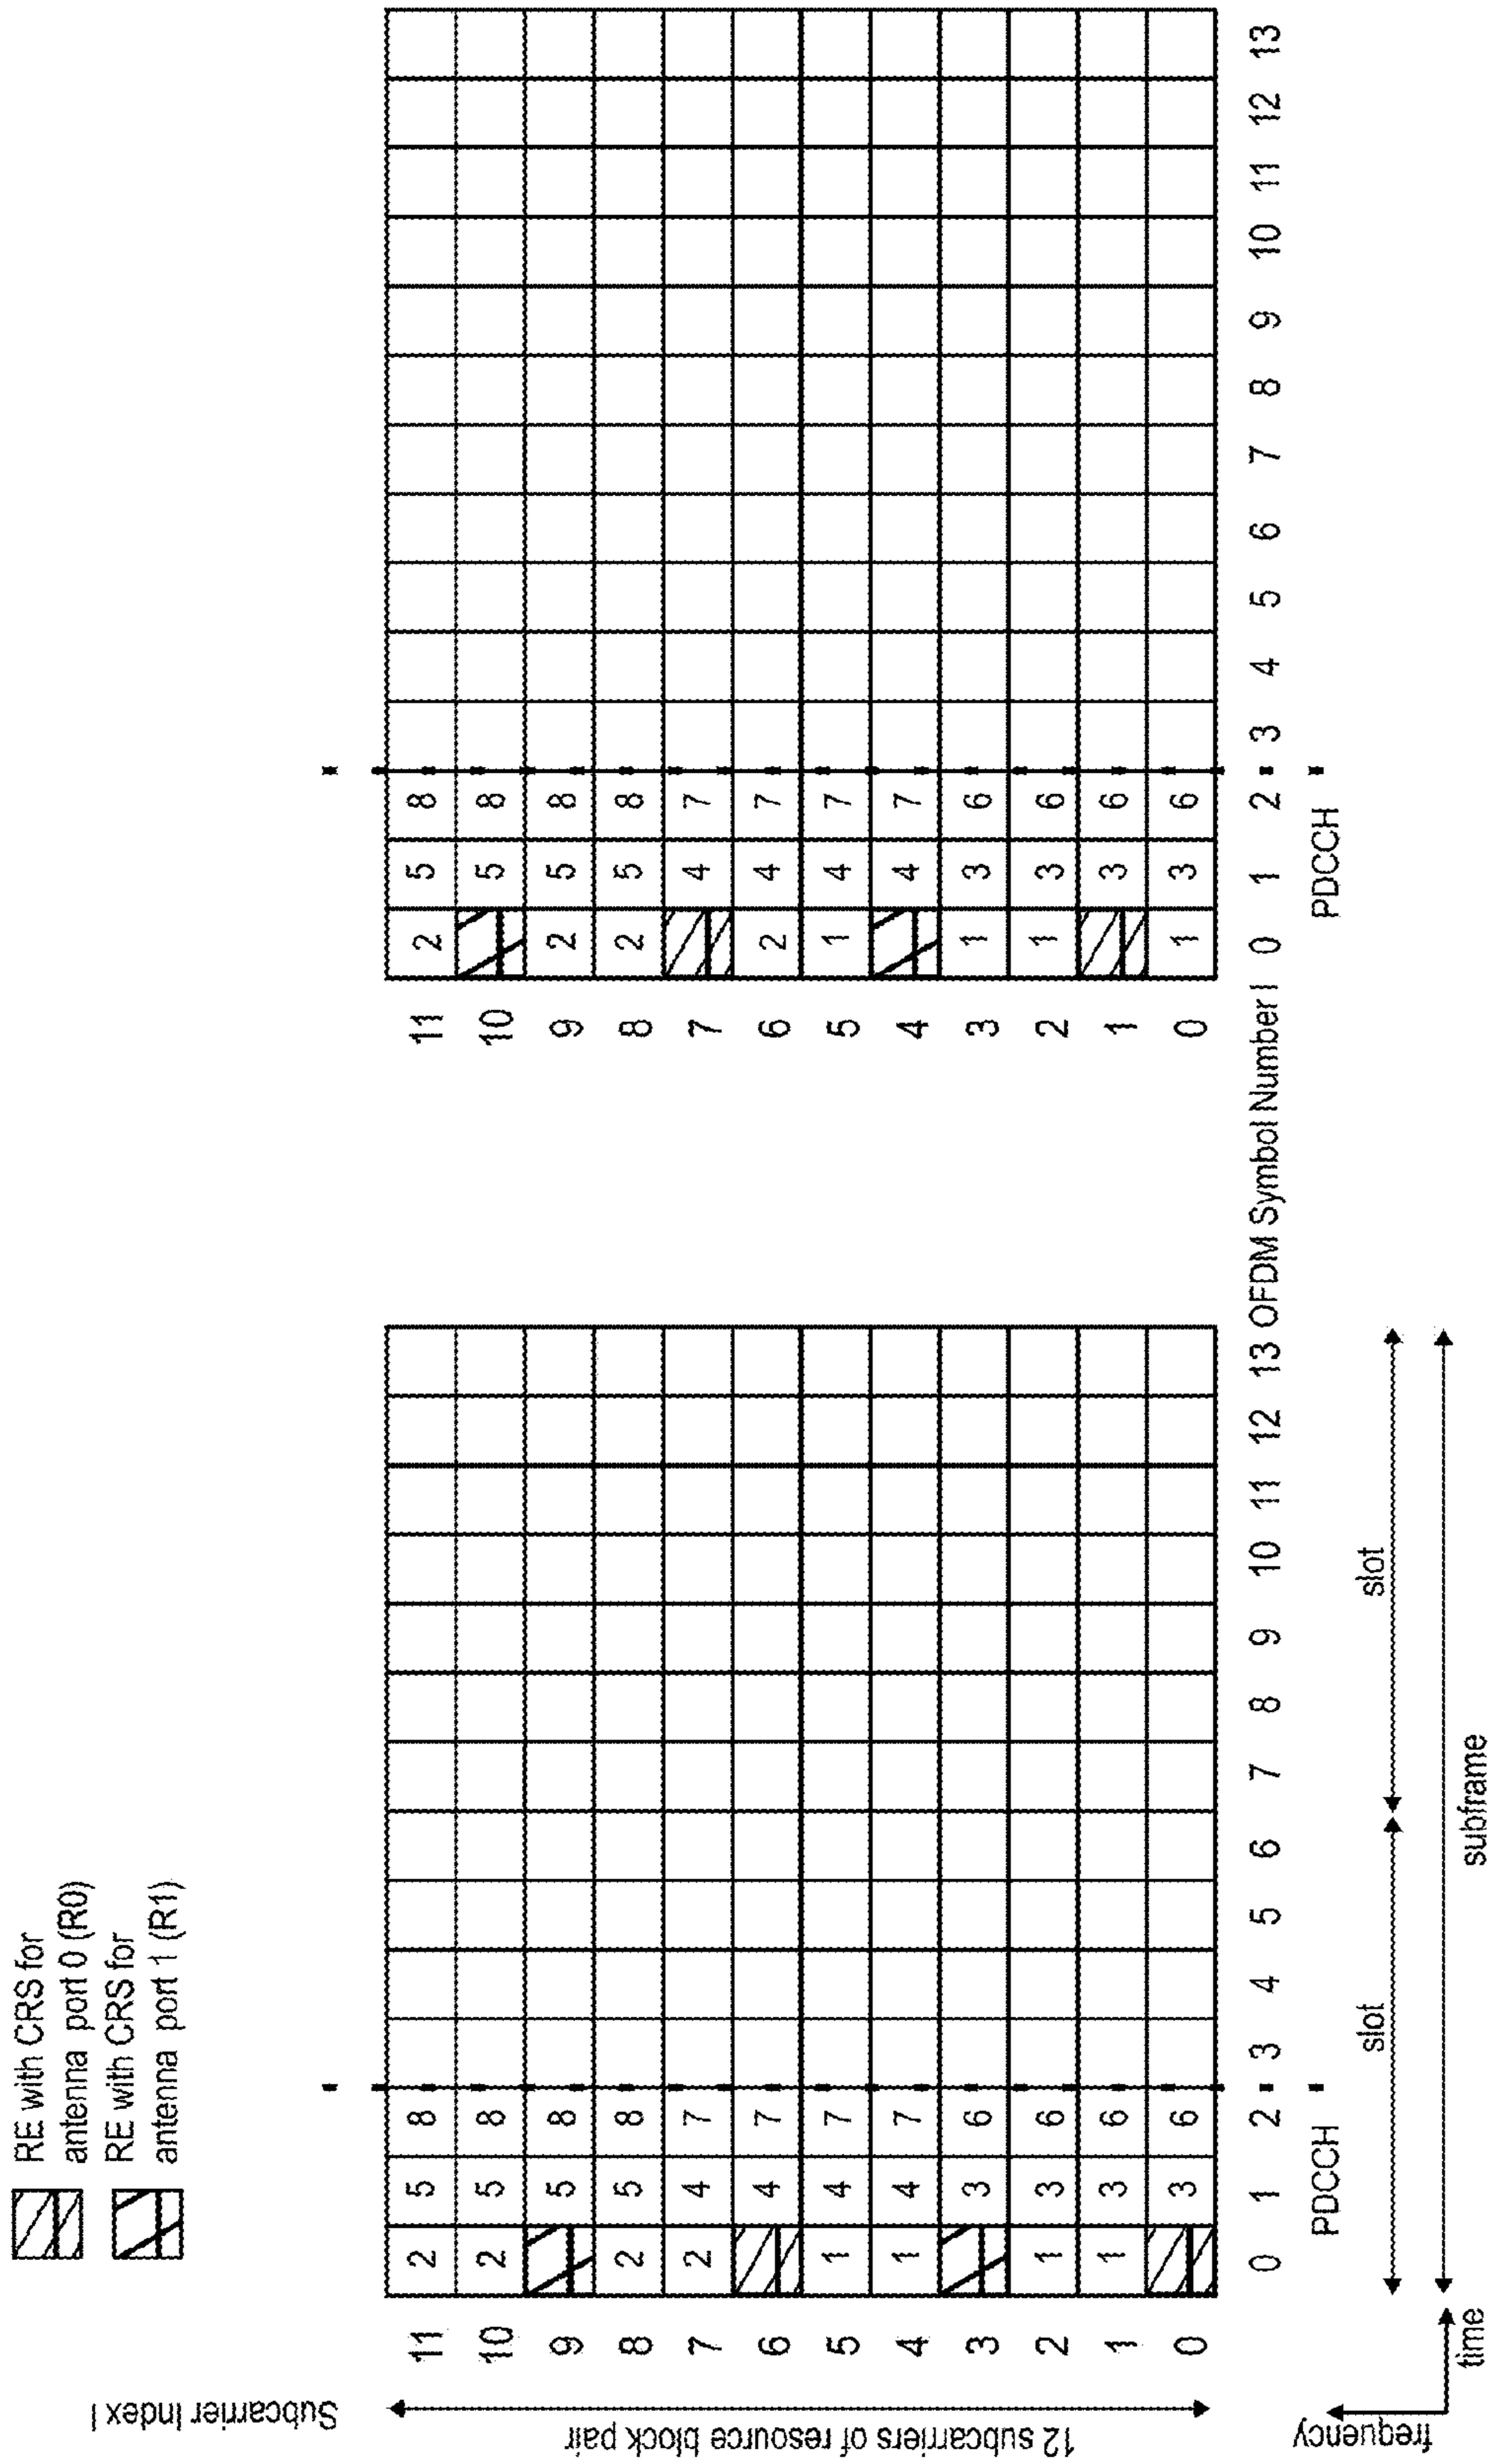 RE with CRS for
antenna port 0 (R0)
RE with CRS for
antenna port 1 (R1)
Subcarrier Index l
12 subcarriers of resource block pair
11 2 5 8
10 2 5 8
9 5 8
8 2 5 8
7 2 4 7
6 4 7
5 1 4 7
4 1 4 7
3 3 6
2 1 3 6
1 1 3 6
0 3 6
0 1 2 3 4 5 6 7 8 9 10 11 12 13
PDCCH
slot
slot
subframe
frequency
time
OFDM Symbol Number l
11 2 5 8
10 5 8
9 2 5 8
8 2 5 8
7 4 7
6 2 4 7
5 1 4 7
4 4 7
3 1 3 6
2 1 3 6
1 3 6
0 1 3 6
0 1 2 3 4 5 6 7 8 9 10 11 12 13
PDCCH